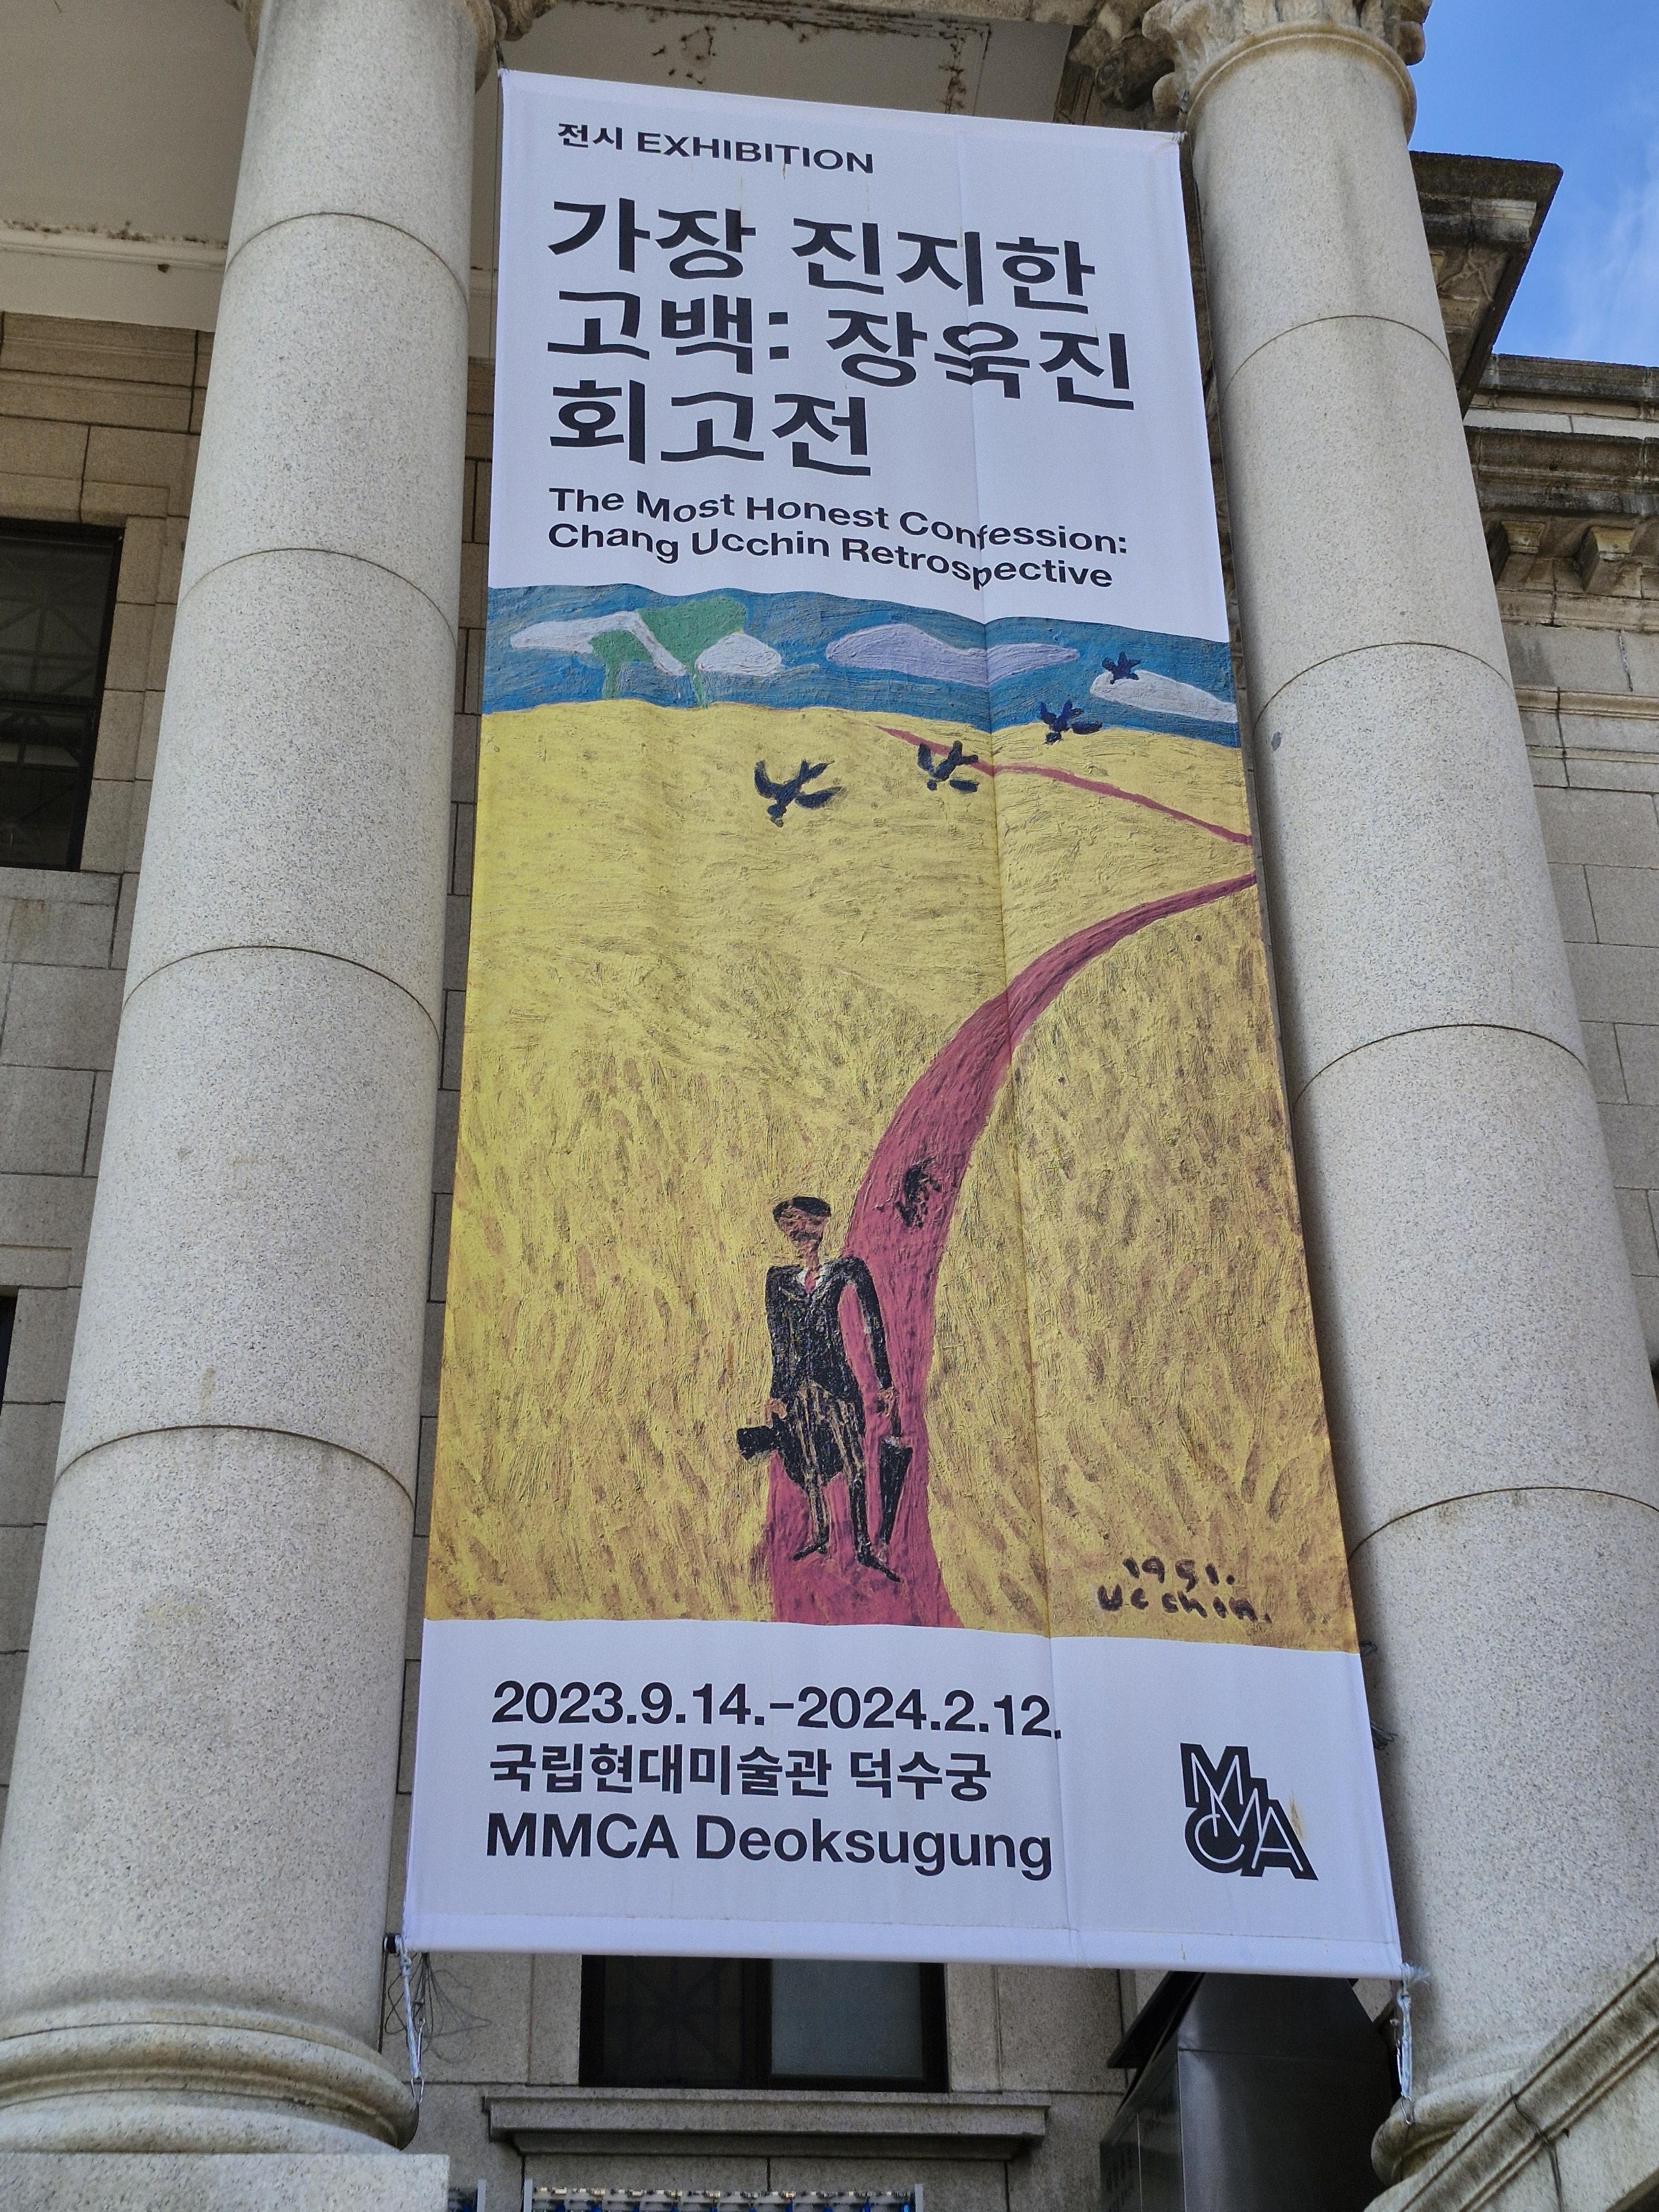 전시 EXHIBITION
가장 진지한
고백: 장욱진
회고전
The Most Honest Confession:
Chang Ucchin Retrospective
1951.
UC chin.
2023.9.14.-2024.2.12.
국립현대미술관 덕수궁
MMCA Deoksugung
MMCA